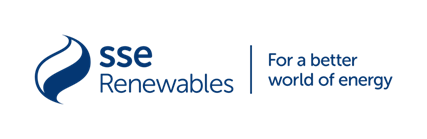 sse
Renewables
For a better
world of energy